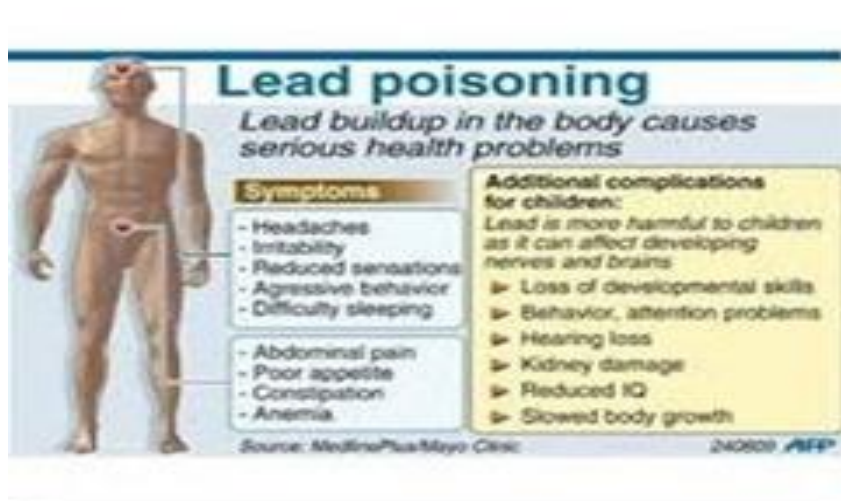 Lead poisoning
Lead buildup in the body causes
serious health problems
Symptoms
- Headaches
- Irritability
- Reduced sensations
- Agressive behavior
- Difficulty sleeping
- Abdominal pain
- Poor appetite
- Constipation
- Anemia
Additional complications
for children:
Lead is more harmful to children
as it can affect developing
nerves and brains
Loss of developmental skills
Behavior, attention problems
Hearing loss
Kidney damage
Reduced IQ
Slowed body growth
Source: MedlinePlus/Mayo Clinic
240809 AFP